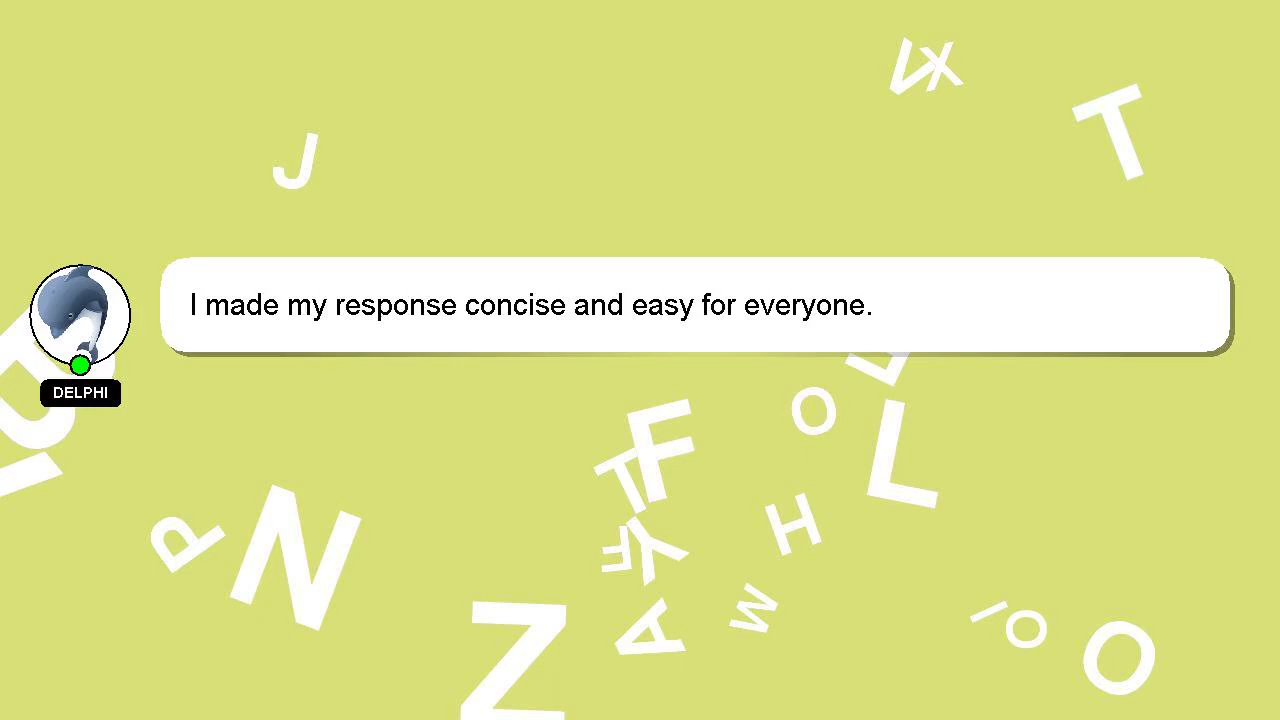 V X
T
J
I made my response concise and easy for everyone.
DELPHI
L
O
F
L
T
P
N
H
F Y
W
A
I O
O
Z